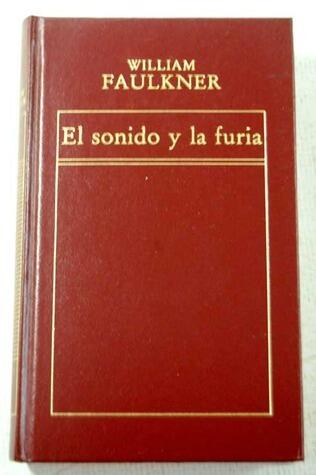 WILLIAM
FAULKNER
El sonido y la furia